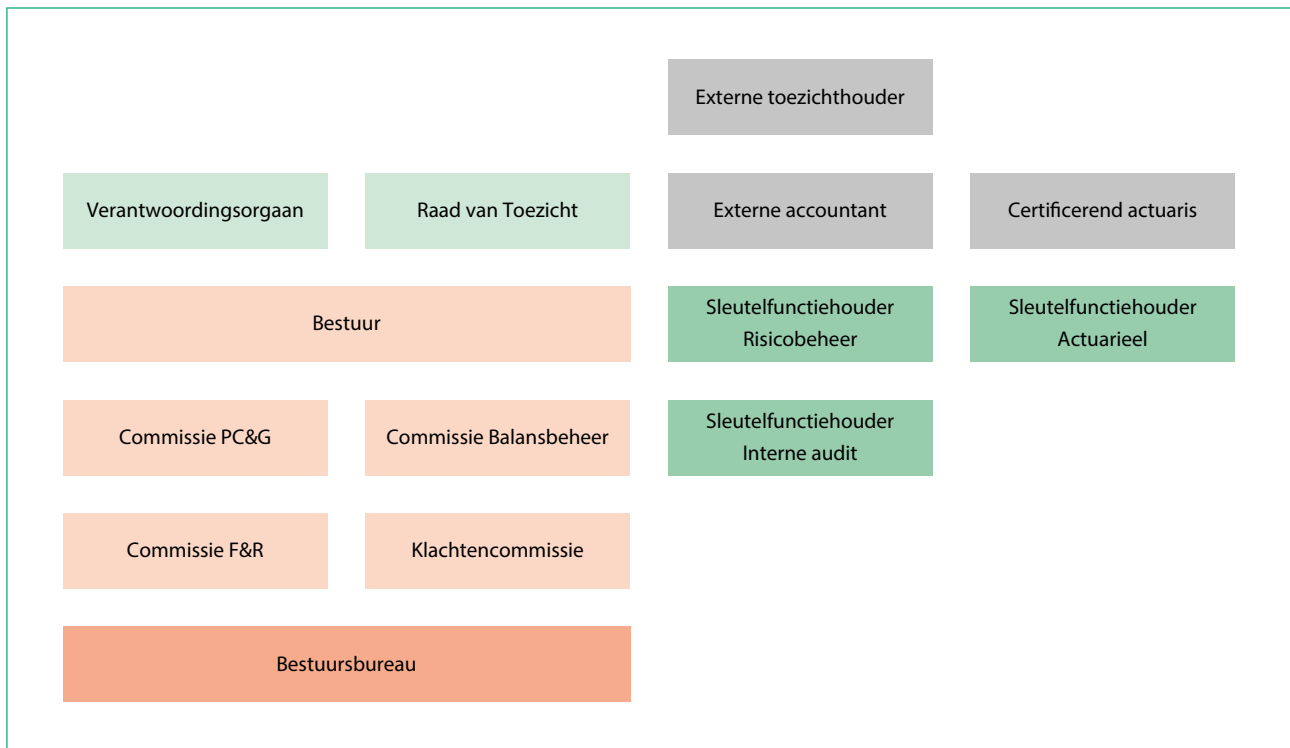 Externe toezichthouder
Verantwoordingsorgaan
Raad van Toezicht
Externe accountant
Certificerend actuaris
Bestuur
Sleutelfunctiehouder
Risicobeheer
Sleutelfunctiehouder
Actuarieel
Commissie PC&G
Commissie Balansbeheer
Sleutelfunctiehouder
Interne audit
Commissie F&R
Klachtencommissie
Bestuursbureau